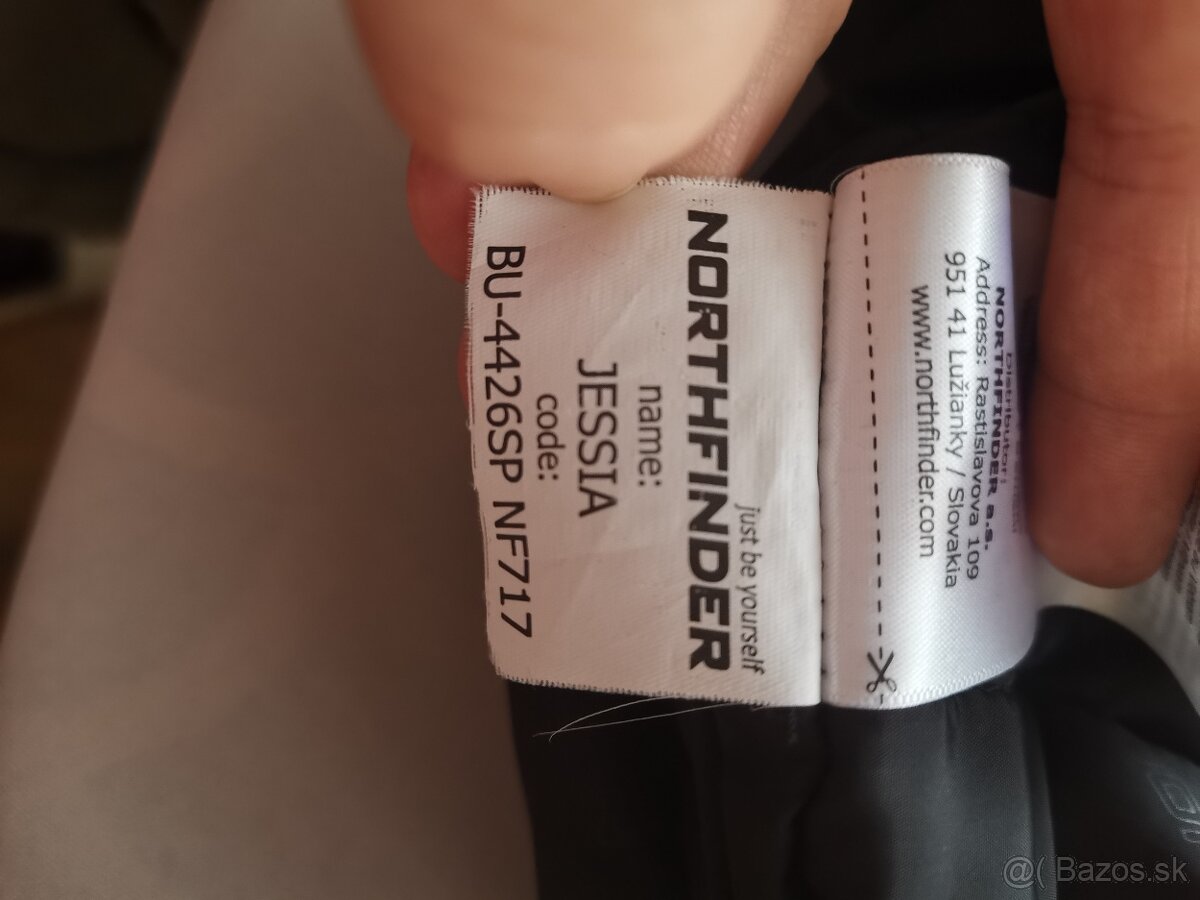 Distributor:
NORTHFINDER a.s.
Address: Rastislavova 109
951 41 Lužianky / Slovakia
www.northfinder.com
just be yourself
NORTHFINDER
name:
JESSIA
code:
BU-4426SP NF717
@( Bazos.sk